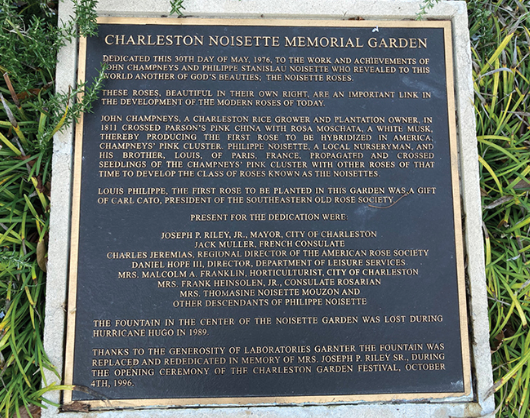 CHARLESTON NOISETTE MEMORIAL GARDEN
DEDICATED THIS 30TH DAY OF MAY, 1976, TO THE WORK AND ACHIEVEMENTS OF
JOHN CHAMPNEYS AND PHILIPPE STANISLAU NOISETTE WHO REVEALED TO THIS
WORLD ANOTHER OF GOD'S BEAUTIES; THE NOISETTE ROSES.
THESE ROSES, BEAUTIFUL IN THEIR OWN RIGHT, ARE AN IMPORTANT LINK IN
THE DEVELOPMENT OF THE MODERN ROSES OF TODAY.
JOHN CHAMPNEYS, A CHARLESTON RICE GROWER AND PLANTATION OWNER, IN
1811 CROSSED PARSON'S PINK CHINA WITH ROSA MOSCHATA, A WHITE MUSK,
THEREBY PRODUCING THE FIRST ROSE TO BE HYBRIDIZED IN AMERICA,
CHAMPNEYS' PINK CLUSTER. PHILIPPE NOISETTE, A LOCAL NURSERYMAN, AND
HIS BROTHER, LOUIS, OF PARIS, FRANCE, PROPAGATED AND CROSSED
SEEDLINGS OF THE CHAMPNEYS' PINK CLUSTER WITH OTHER ROSES OF THAT
TIME TO DEVELOP THE CLASS OF ROSES KNOWN AS THE NOISETTES
LOUIS PHILIPPE, THE FIRST ROSE TO BE PLANTED IN THIS GARDEN WAS A GIFT
OF CARL CATO, PRESIDENT OF THE SOUTHEASTERN OLD ROSE SOCIETY.
PRESENT FOR THE DEDICATION WERE:
JOSEPH P. RILEY, JR., MAYOR, CITY OF CHARLESTON
JACK MULLER, FRENCH CONSULATE
CHARLES JEREMIAS, REGIONAL DIRECTOR OF THE AMERICAN ROSE SOCIETY
DANIEL HOPE III, DIRECTOR, DEPARTMENT OF LEISURE SERVICES
MRS. MALCOLM A. FRANKLIN, HORTICULTURIST, CITY OF CHARLESTON
MRS. FRANK HEINSOLEN, JR., CONSULATE ROSARIAN
MRS. THOMASINE NOISETTE MOUZON AND
OTHER DESCENDANTS OF PHILIPPE NOISETTE
THE FOUNTAIN IN THE CENTER OF THE NOISETTE GARDEN WAS LOST DURING
HURRICANE HUGO IN 1989.
THANKS TO THE GENEROSITY OF LABORATORIES GARNTER THE FOUNTAIN WAS
REPLACED AND REDEDICATED IN MEMORY OF MRS. JOSEPH P. RILEY SR., DURING
THE OPENING CEREMONY OF THE CHARLESTON GARDEN FESTIVAL, OCTOBER
4TH, 1996.